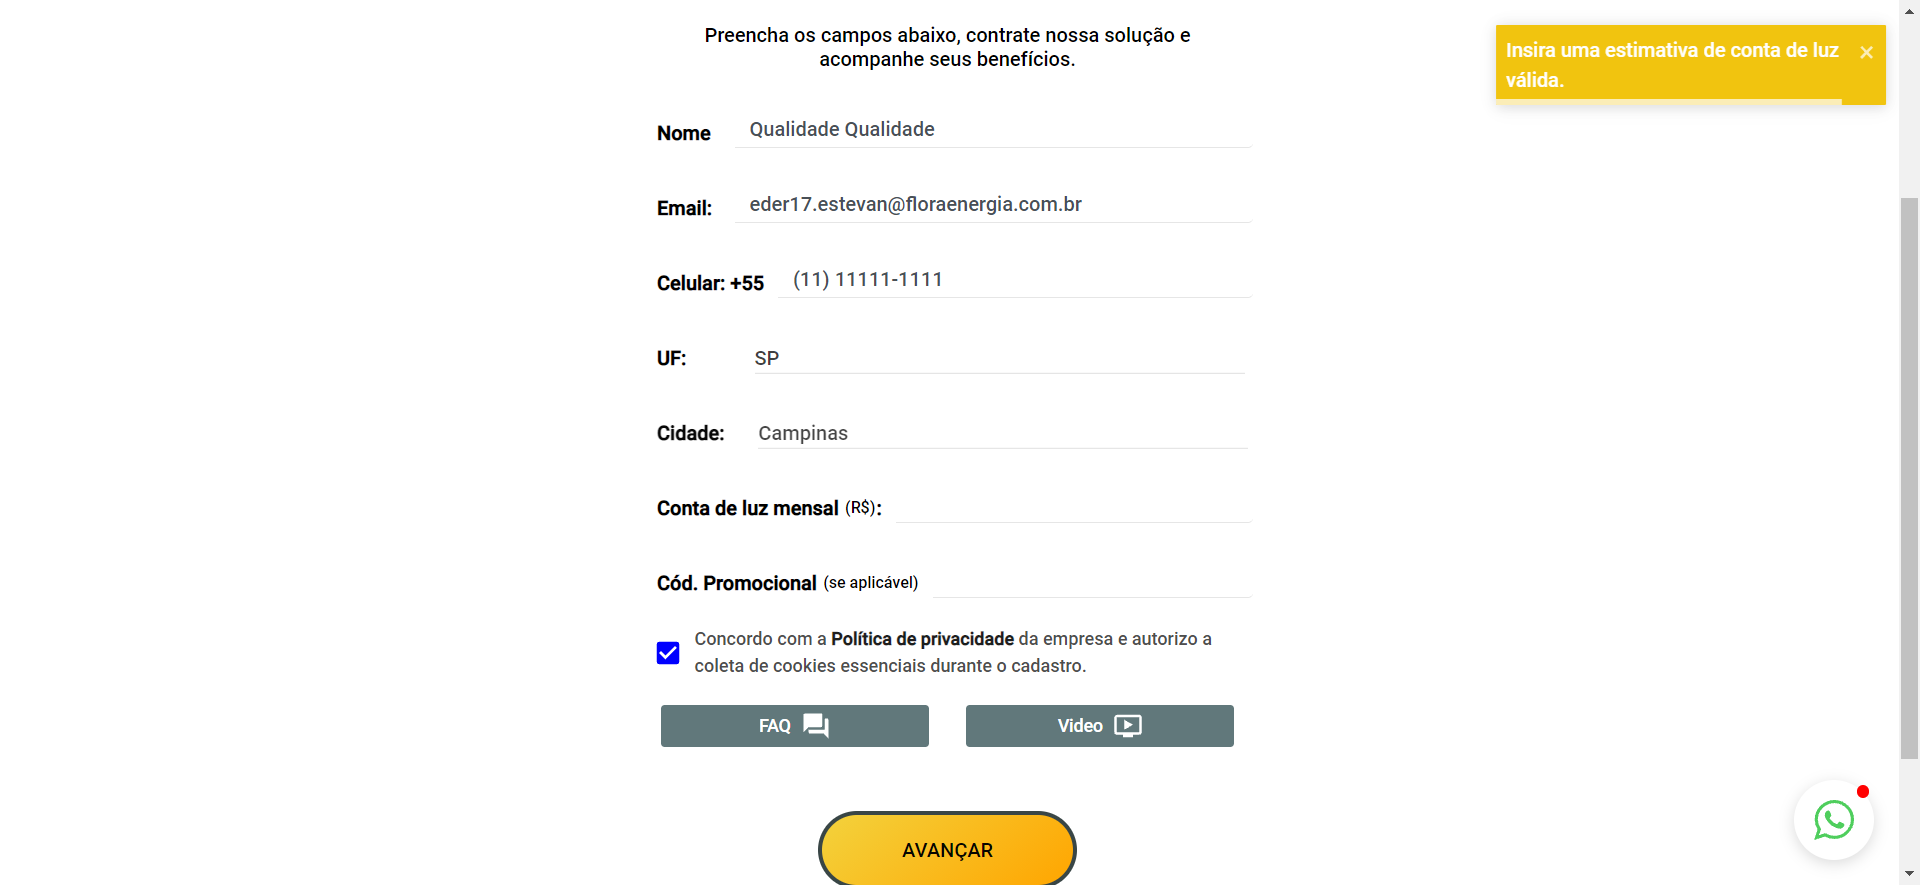 Preencha os campos abaixo, contrate nossa solução e
acompanhe seus benefícios.
Insira uma estimativa de conta de luz
válida.
Nome Qualidade Qualidade
Email: eder17.estevan@floraenergia.com.br
Celular: +55 (11) 11111-1111
UF: SP
Cidade: Campinas
Conta de luz mensal (R$):
Cód. Promocional (se aplicável)
Concordo com a Política de privacidade da empresa e autorizo a
coleta de cookies essenciais durante o cadastro.
FAQ
Video
AVANÇAR